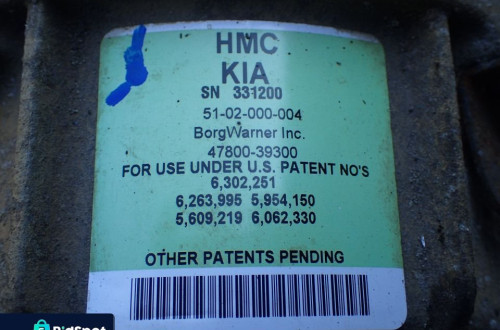 HMC
KIA
SN 331200
51-02-000-004
BorgWarner Inc.
47800-39300
FOR USE UNDER U.S. PATENT NO'S
6,302,251
6,263,995 5,954,150
5,609,219 6,062,330
OTHER PATENTS PENDING